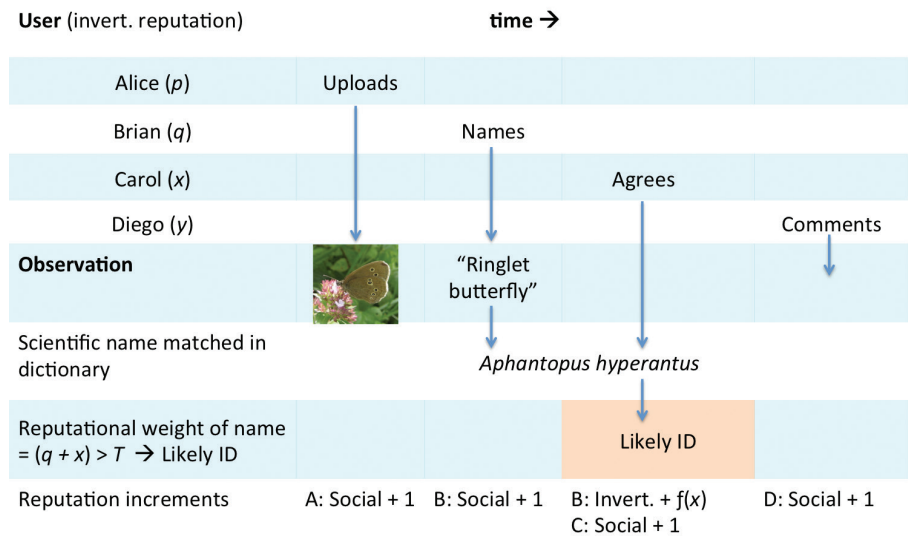 User (invert. reputation) time →
Alice (p) Uploads
Brian (q) Names
Carol (x) Agrees
Diego (y) Comments
Observation
“Ringlet
butterfly”
Scientific name matched in
dictionary
Aphantopus hyperantus
Reputational weight of name
= (q + x) > T → Likely ID
Likely ID
Reputation increments A: Social + 1 B: Social + 1 B: Invert. + ƒ(x) D: Social + 1
C: Social + 1